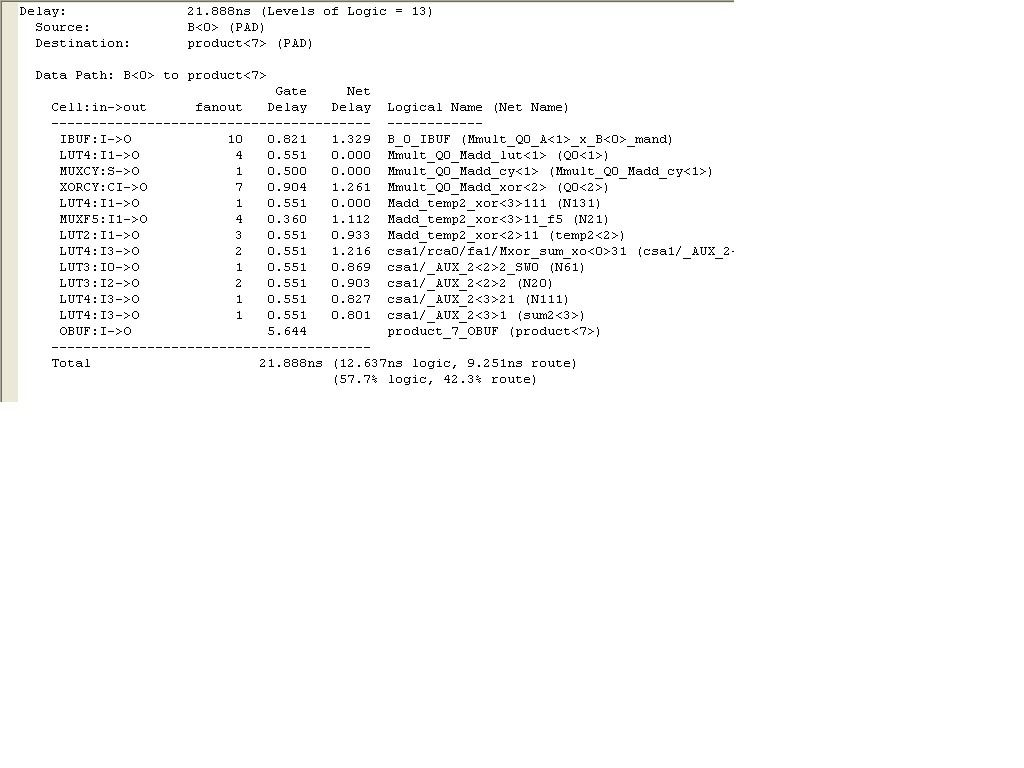 Delay:               21.888ns (Levels of Logic = 13)
  Source:            B<0> (PAD)
  Destination:       product<7> (PAD)

  Data Path: B<0> to product<7>
                                Gate     Net
    Cell:in->out      fanout   Delay   Delay  Logical Name (Net Name)
    ----------------------------------------  ------------
     IBUF:I->O            10   0.821   1.329  B_0_IBUF (Mmult_Q0_A<1>_x_B<0>_mand)
     LUT4:I1->O            4   0.551   0.000  Mmult_Q0_Madd_lut<1> (Q0<1>)
     MUXCY:S->O            1   0.500   0.000  Mmult_Q0_Madd_cy<1> (Mmult_Q0_Madd_cy<1>)
     XORCY:CI->O           7   0.904   1.261  Mmult_Q0_Madd_xor<2> (Q0<2>)
     LUT4:I1->O            1   0.551   0.000  Madd_temp2_xor<3>111 (N131)
     MUXF5:I1->O           4   0.360   1.112  Madd_temp2_xor<3>11_f5 (N21)
     LUT2:I1->O            3   0.551   0.933  Madd_temp2_xor<2>11 (temp2<2>)
     LUT4:I3->O            2   0.551   1.216  csa1/rca0/fa1/Mxor_sum_xo<0>31 (csa1/_AUX_2-
     LUT3:I0->O            1   0.551   0.869  csa1/_AUX_2<2>2_SW0 (N61)
     LUT3:I2->O            2   0.551   0.903  csa1/_AUX_2<2>2 (N20)
     LUT4:I3->O            1   0.551   0.827  csa1/_AUX_2<3>21 (N111)
     LUT4:I3->O            1   0.551   0.801  csa1/_AUX_2<3>1 (sum2<3>)
     OBUF:I->O                 5.644          product_7_OBUF (product<7>)
    ----------------------------------------
    Total                     21.888ns (12.637ns logic, 9.251ns route)
                                       (57.7% logic, 42.3% route)